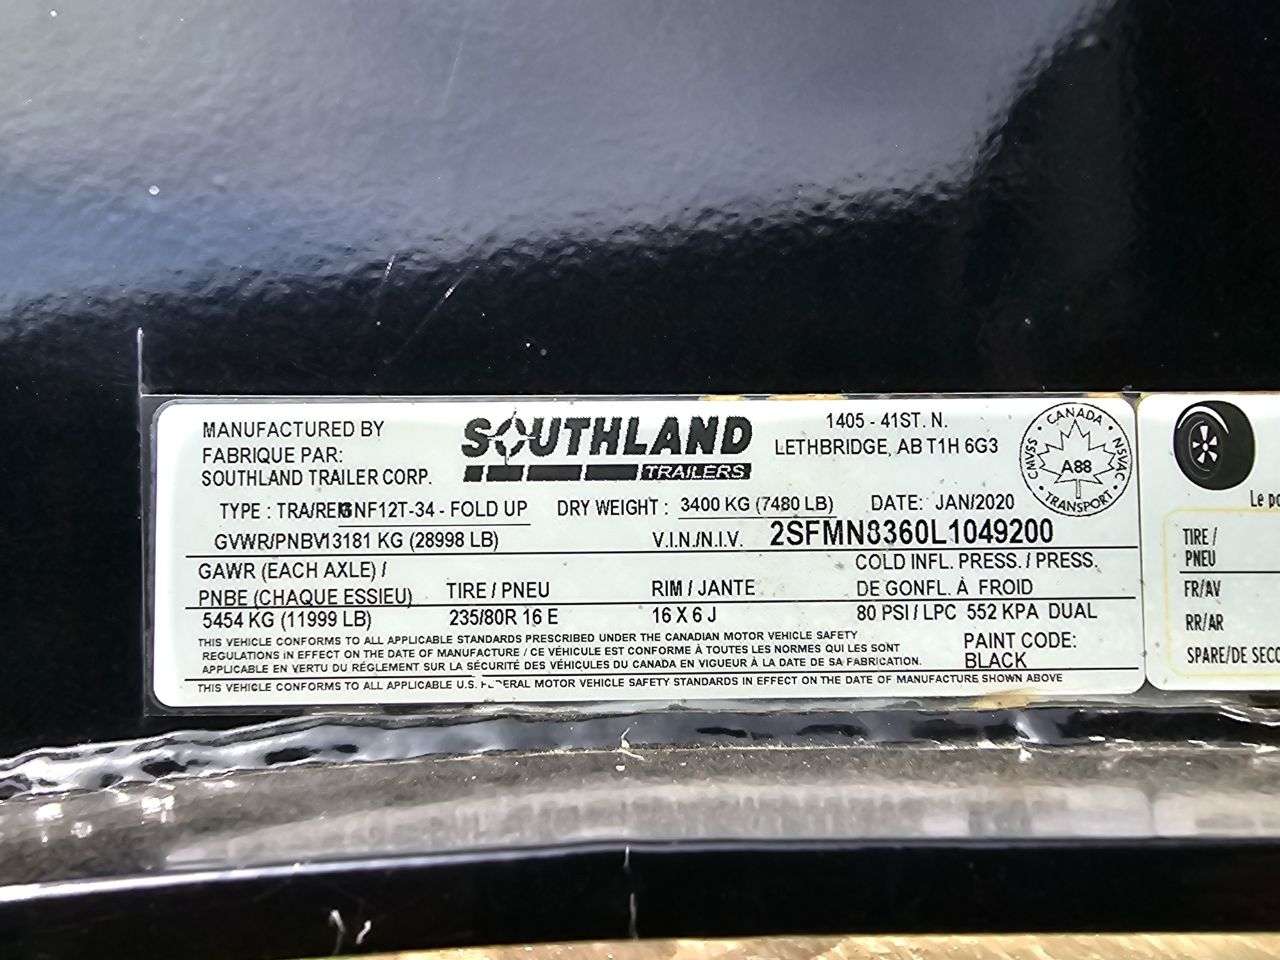 MANUFACTURED BY
FABRIQUE PAR:
SOUTHLAND TRAILER CORP.
SOUTHLAND
TRAILERS
1405 - 41ST. N.
LETHBRIDGE, AB T1H 6G3
CANADA
CMVSS
NSVAC
A88
TRANSPORT
TYPE : TRA/REM GNF12T-34 - FOLD UP DRY WEIGHT : 3400 KG (7480 LB) DATE: JAN/2020
GVWR/PNBV 13181 KG (28998 LB) V.I.N./N.I.V. 2SFMN8360L1049200
GAWR (EACH AXLE) / COLD INFL. PRESS./ PRESS.
PNBE (CHAQUE ESSIEU) TIRE / PNEU RIM / JANTE DE GONFL. À FROID
5454 KG (11999 LB) 235/80R 16 E 16 X 6 J 80 PSI / LPC 552 KPA DUAL
THIS VEHICLE CONFORMS TO ALL APPLICABLE STANDARDS PRESCRIBED UNDER THE CANADIAN MOTOR VEHICLE SAFETY
REGULATIONS IN EFFECT ON THE DATE OF MANUFACTURE / CE VÉHICULE EST CONFORME À TOUTES LES NORMES QUI LES SONT
APPLICABLE EN VERTU DU RÉGLEMENT SUR LA SÉCURITÉ DES VÉHICULES DU CANADA EN VIGUEUR À LA DATE DE SA FABRICATION.
PAINT CODE:
BLACK
THIS VEHICLE CONFORMS TO ALL APPLICABLE U.S. FEDERAL MOTOR VEHICLE SAFETY STANDARDS IN EFFECT ON THE DATE OF MANUFACTURE SHOWN ABOVE
Le
TIRE /
PNEU
FR/AV
RR/AR
SPARE/DE